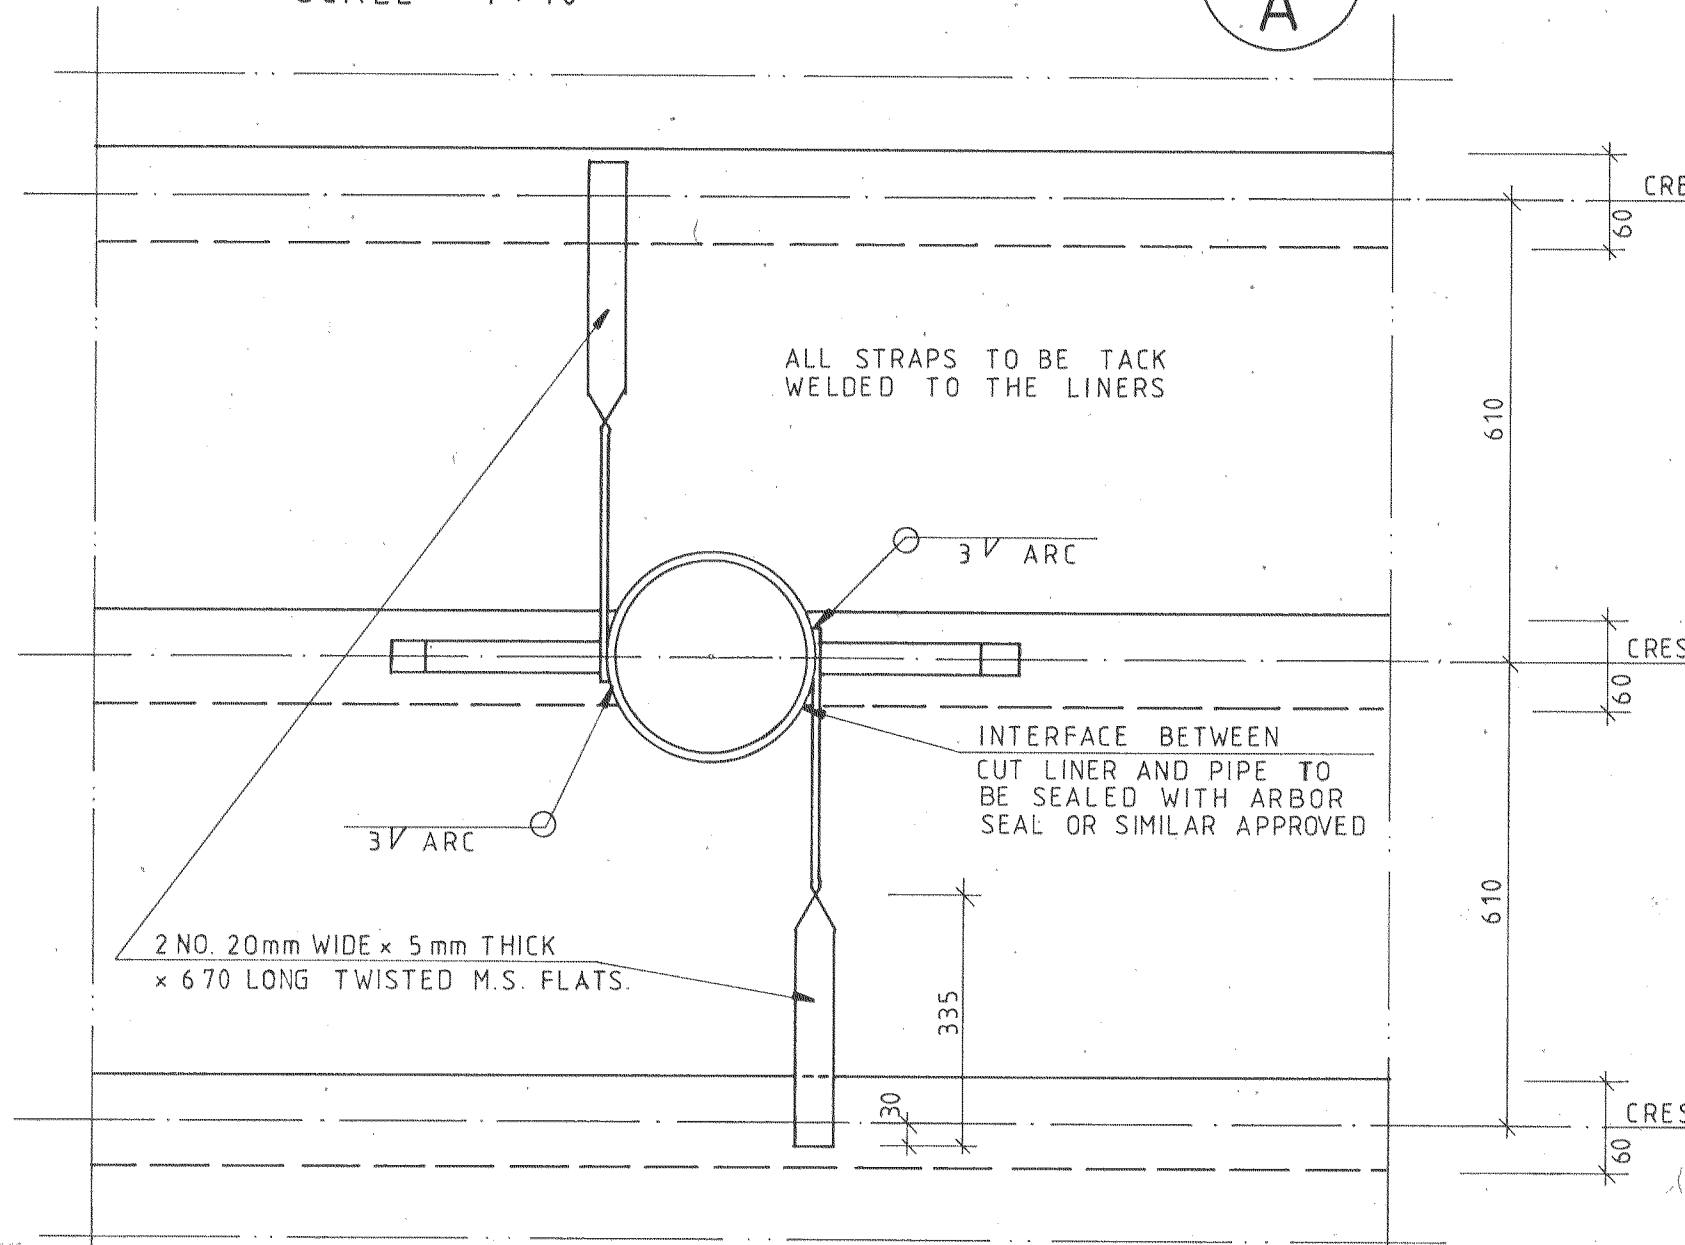 A
CRE
60
ALL STRAPS TO BE TACK
WELDED TO THE LINERS
610
3 V ARC
CRES
60
INTERFACE BETWEEN
CUT LINER AND PIPE TO
BE SEALED WITH ARBOR
SEAL OR SIMILAR APPROVED
3 V ARC
610
2 NO. 20mm WIDE x 5mm THICK
x 670 LONG TWISTED M.S. FLATS.
335
30
CRES
60